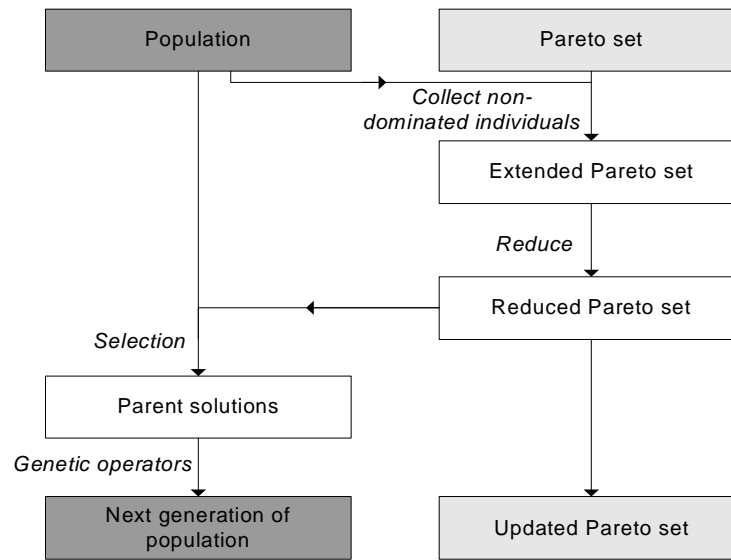 Population
Pareto set
Collect non-
dominated individuals
Extended Pareto set
Reduce
Reduced Pareto set
Selection
Parent solutions
Genetic operators
Next generation of
population
Updated Pareto set